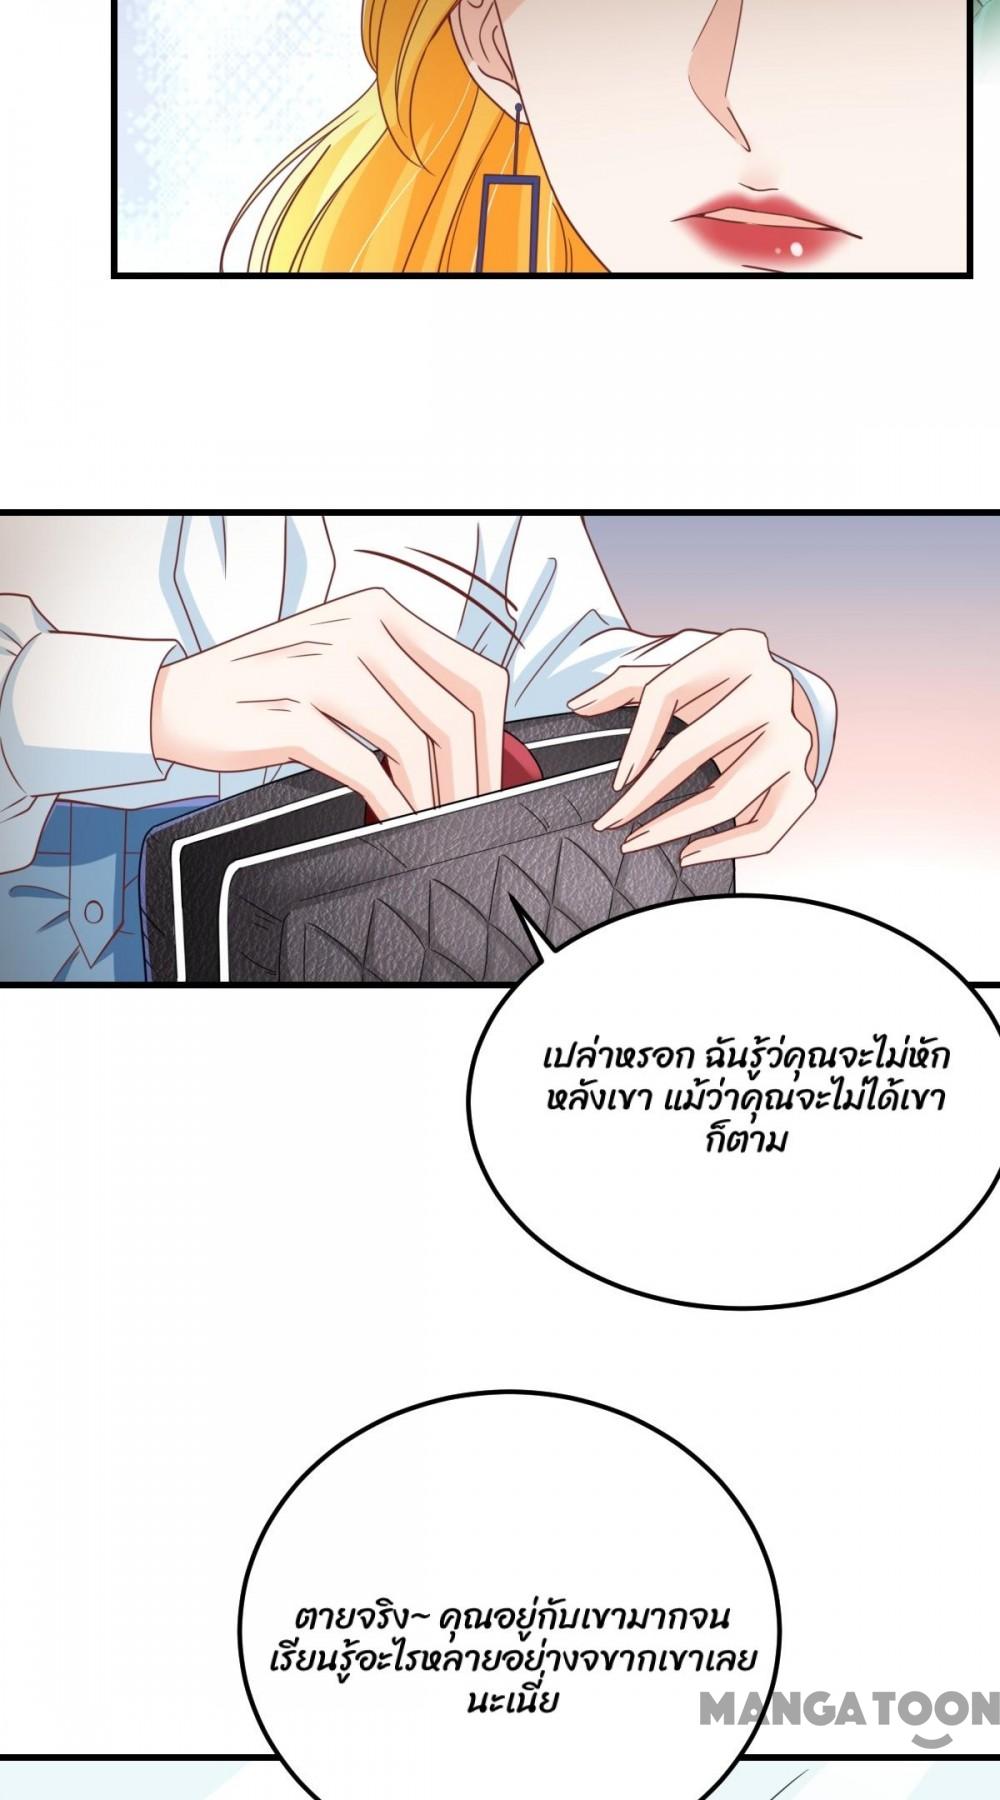 เปล่าหรอก ฉันรู้ว่คุณจะไม่หัก
หลังเขา แม้ว่าคุณจะไม่ได้เขา
ก็ตาม
ตายจริง~ คุณอยู่กับเขามากจน
เรียนรู้อะไรหลายอย่างจขากเขาเลย
นะเนี่ย
MANGATOON